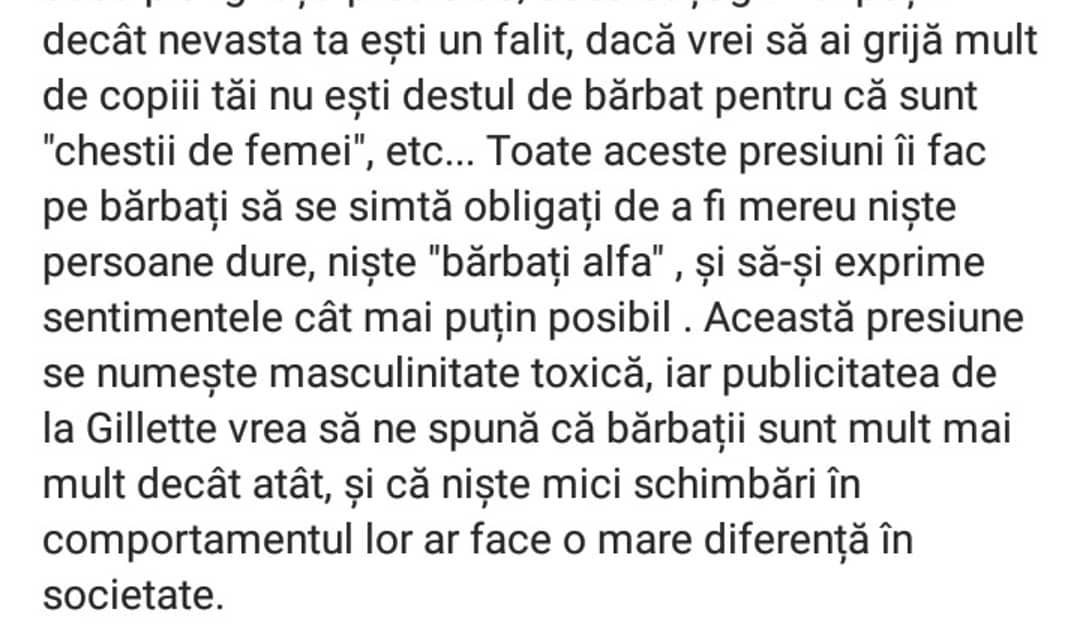 decât nevasta ta ești un falit, dacă vrei să ai grijă mult
de copiii tăi nu ești destul de bărbat pentru că sunt
"chestii de femei", etc... Toate aceste presiuni îi fac
pe bărbați să se simtă obligați de a fi mereu niște
persoane dure, niște "bărbați alfa" , și să-și exprime
sentimentele cât mai puțin posibil . Această presiune
se numește masculinitate toxică, iar publicitatea de
la Gillette vrea să ne spună că bărbații sunt mult mai
mult decât atât, și că niște mici schimbări în
comportamentul lor ar face o mare diferență în
societate.